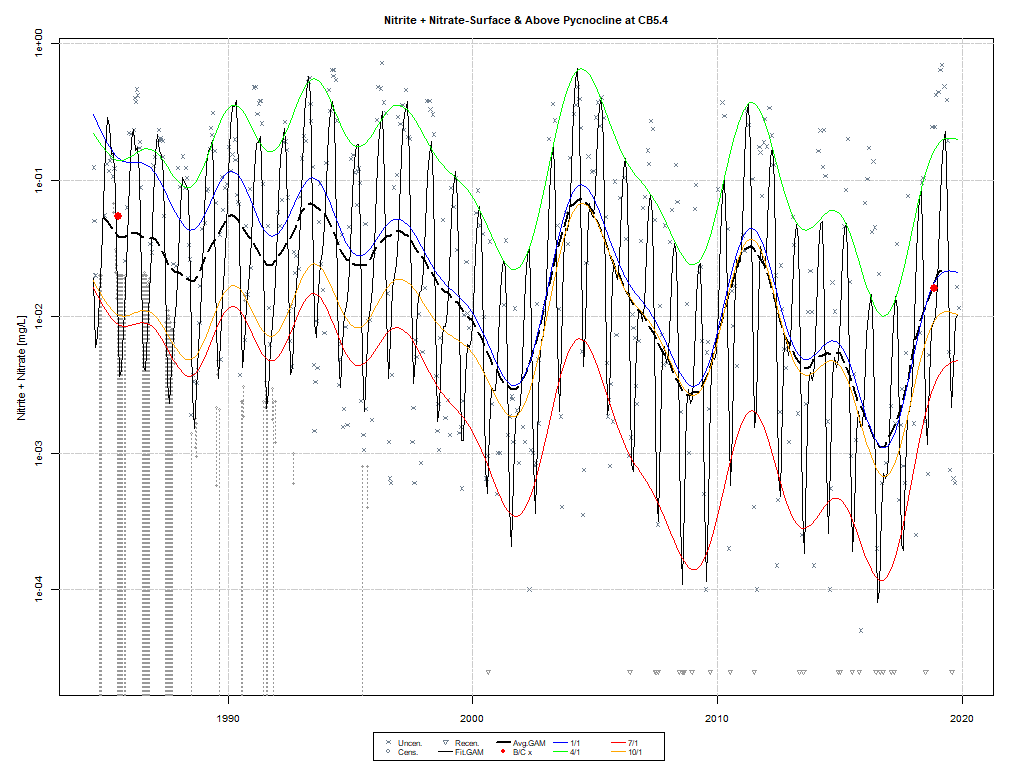 Nitrite + Nitrate-Surface & Above Pycnocline at CB5.4
1e+00
1e-01
1e-02
1e-03
1e-04
Nitrite + Nitrate [mg/L]
1990 2000 2010 2020
Uncen. Recen. Avg.GAM 1/1 7/1
Cens. Fit.GAM B/C x 4/1 10/1